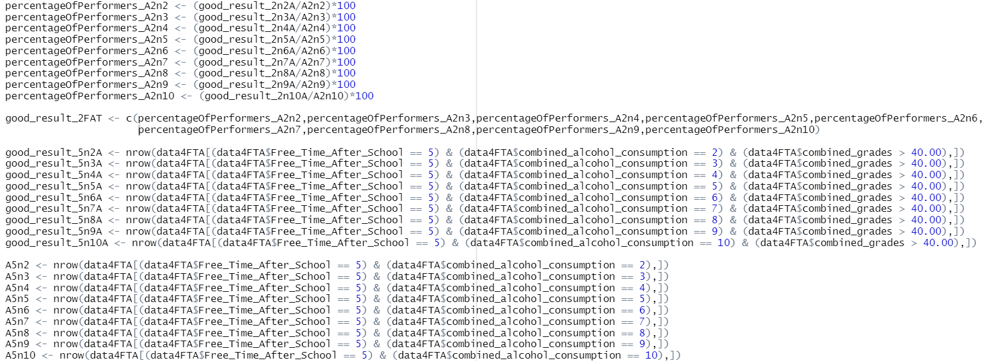 percentageOfPerformers_A2n2 <- (good_result_2n2A/A2n2)*100
percentageOfPerformers_A2n3 <- (good_result_2n3A/A2n3)*100
percentageOfPerformers_A2n4 <- (good_result_2n4A/A2n4)*100
percentageOfPerformers_A2n5 <- (good_result_2n5A/A2n5)*100
percentageOfPerformers_A2n6 <- (good_result_2n6A/A2n6)*100
percentageOfPerformers_A2n7 <- (good_result_2n7A/A2n7)*100
percentageOfPerformers_A2n8 <- (good_result_2n8A/A2n8)*100
percentageOfPerformers_A2n9 <- (good_result_2n9A/A2n9)*100
percentageOfPerformers_A2n10 <- (good_result_2n10A/A2n10)*100
good_result_2FAT <- c(percentageOfPerformers_A2n2,percentageOfPerformers_A2n3,percentageOfPerformers_A2n4,percentageOfPerformers_A2n5,percentageOfPerformers_A2n6,
percentageOfPerformers_A2n7,percentageOfPerformers_A2n8,percentageOfPerformers_A2n9,percentageOfPerformers_A2n10)
good_result_5n2A <- nrow(data4FTA[(data4FTA$Free_Time_After_School == 5) & (data4FTA$combined_alcohol_consumption == 2) & (data4FTA$combined_grades > 40.00),])
good_result_5n3A <- nrow(data4FTA[(data4FTA$Free_Time_After_School == 5) & (data4FTA$combined_alcohol_consumption == 3) & (data4FTA$combined_grades > 40.00),])
good_result_5n4A <- nrow(data4FTA[(data4FTA$Free_Time_After_School == 5) & (data4FTA$combined_alcohol_consumption == 4) & (data4FTA$combined_grades > 40.00),])
good_result_5n5A <- nrow(data4FTA[(data4FTA$Free_Time_After_School == 5) & (data4FTA$combined_alcohol_consumption == 5) & (data4FTA$combined_grades > 40.00),])
good_result_5n6A <- nrow(data4FTA[(data4FTA$Free_Time_After_School == 5) & (data4FTA$combined_alcohol_consumption == 6) & (data4FTA$combined_grades > 40.00),])
good_result_5n7A <- nrow(data4FTA[(data4FTA$Free_Time_After_School == 5) & (data4FTA$combined_alcohol_consumption == 7) & (data4FTA$combined_grades > 40.00),])
good_result_5n8A <- nrow(data4FTA[(data4FTA$Free_Time_After_School == 5) & (data4FTA$combined_alcohol_consumption == 8) & (data4FTA$combined_grades > 40.00),])
good_result_5n9A <- nrow(data4FTA[(data4FTA$Free_Time_After_School == 5) & (data4FTA$combined_alcohol_consumption == 9) & (data4FTA$combined_grades > 40.00),])
good_result_5n10A <- nrow(data4FTA[(data4FTA$Free_Time_After_School == 5) & (data4FTA$combined_alcohol_consumption == 10) & (data4FTA$combined_grades > 40.00),])
A5n2 <- nrow(data4FTA[(data4FTA$Free_Time_After_School == 5) & (data4FTA$combined_alcohol_consumption == 2),])
A5n3 <- nrow(data4FTA[(data4FTA$Free_Time_After_School == 5) & (data4FTA$combined_alcohol_consumption == 3),])
A5n4 <- nrow(data4FTA[(data4FTA$Free_Time_After_School == 5) & (data4FTA$combined_alcohol_consumption == 4),])
A5n5 <- nrow(data4FTA[(data4FTA$Free_Time_After_School == 5) & (data4FTA$combined_alcohol_consumption == 5),])
A5n6 <- nrow(data4FTA[(data4FTA$Free_Time_After_School == 5) & (data4FTA$combined_alcohol_consumption == 6),])
A5n7 <- nrow(data4FTA[(data4FTA$Free_Time_After_School == 5) & (data4FTA$combined_alcohol_consumption == 7),])
A5n8 <- nrow(data4FTA[(data4FTA$Free_Time_After_School == 5) & (data4FTA$combined_alcohol_consumption == 8),])
A5n9 <- nrow(data4FTA[(data4FTA$Free_Time_After_School == 5) & (data4FTA$combined_alcohol_consumption == 9),])
A5n10 <- nrow(data4FTA[(data4FTA$Free_Time_After_School == 5) & (data4FTA$combined_alcohol_consumption == 10),])